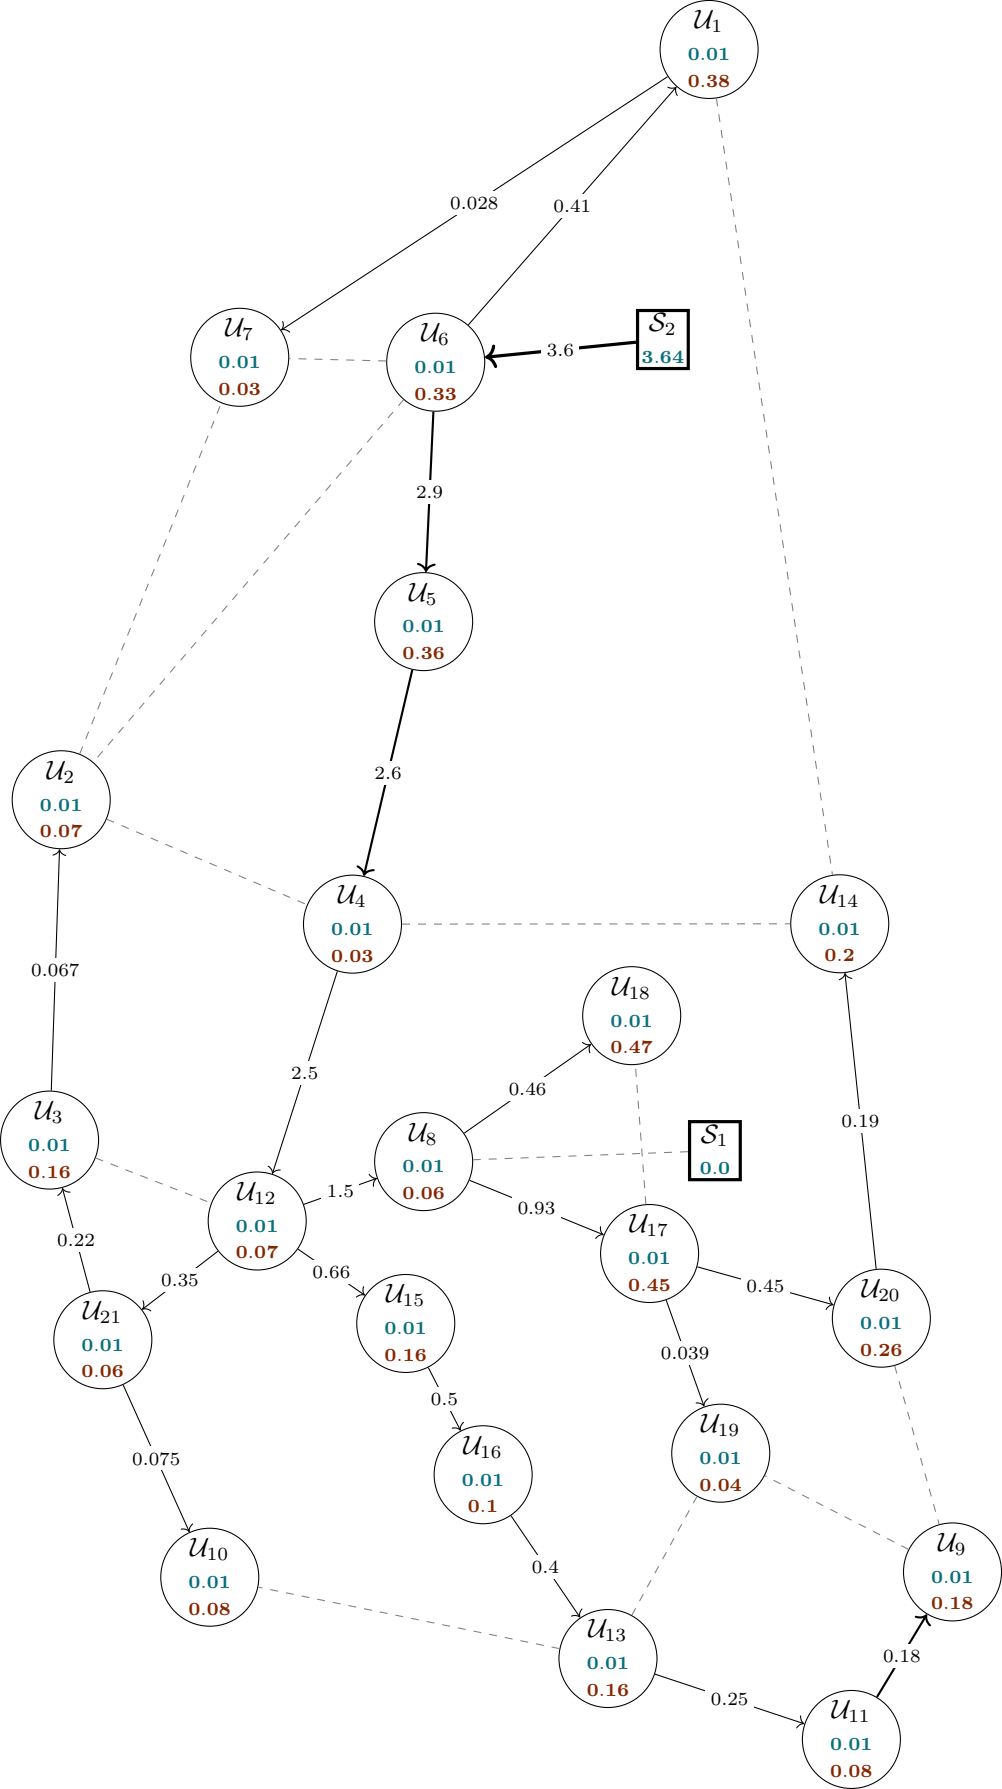 𝒰₁
0.01
0.38
0.028
0.41
𝒰₇
0.01
0.03
𝒰₆
0.01
0.33
3.6
𝒮₂
3.64
2.9
𝒰₅
0.01
0.36
2.6
𝒰₂
0.01
0.07
𝒰₄
0.01
0.03
𝒰₁₄
0.01
0.2
0.067
𝒰₁₈
0.01
0.47
2.5
0.46
0.19
𝒰₃
0.01
0.16
𝒰₈
0.01
0.06
𝒮₁
0.0
𝒰₁₂
0.01
0.07
1.5
0.93
0.22
0.35
0.66
𝒰₁₇
0.01
0.45
0.45
𝒰₂₁
0.01
0.06
𝒰₁₅
0.01
0.16
𝒰₂₀
0.01
0.26
0.039
0.5
0.075
𝒰₁₆
0.01
0.1
𝒰₁₉
0.01
0.04
𝒰₁₀
0.01
0.08
0.4
𝒰₉
0.01
0.18
𝒰₁₃
0.01
0.16
0.25
0.18
𝒰₁₁
0.01
0.08